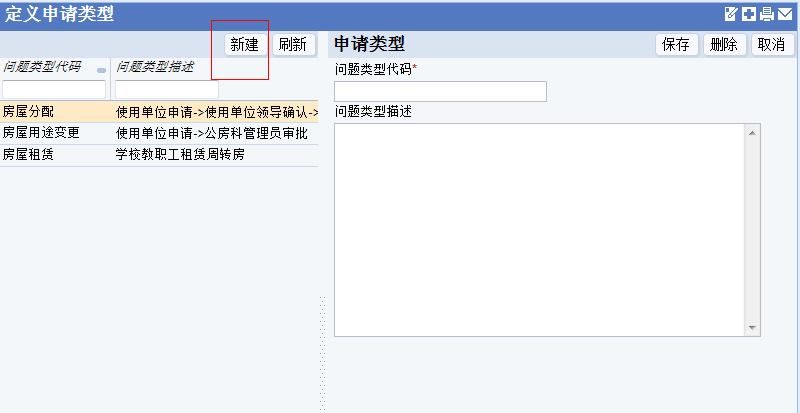 定义申请类型
新建 刷新
问题类型代码 问题类型描述
房屋分配 使用单位申请->使用单位领导确认->
房屋用途变更 使用单位申请->公房科管理员审批
房屋租赁 学校教职工租赁周转房
申请类型 保存 删除 取消
问题类型代码*
问题类型描述